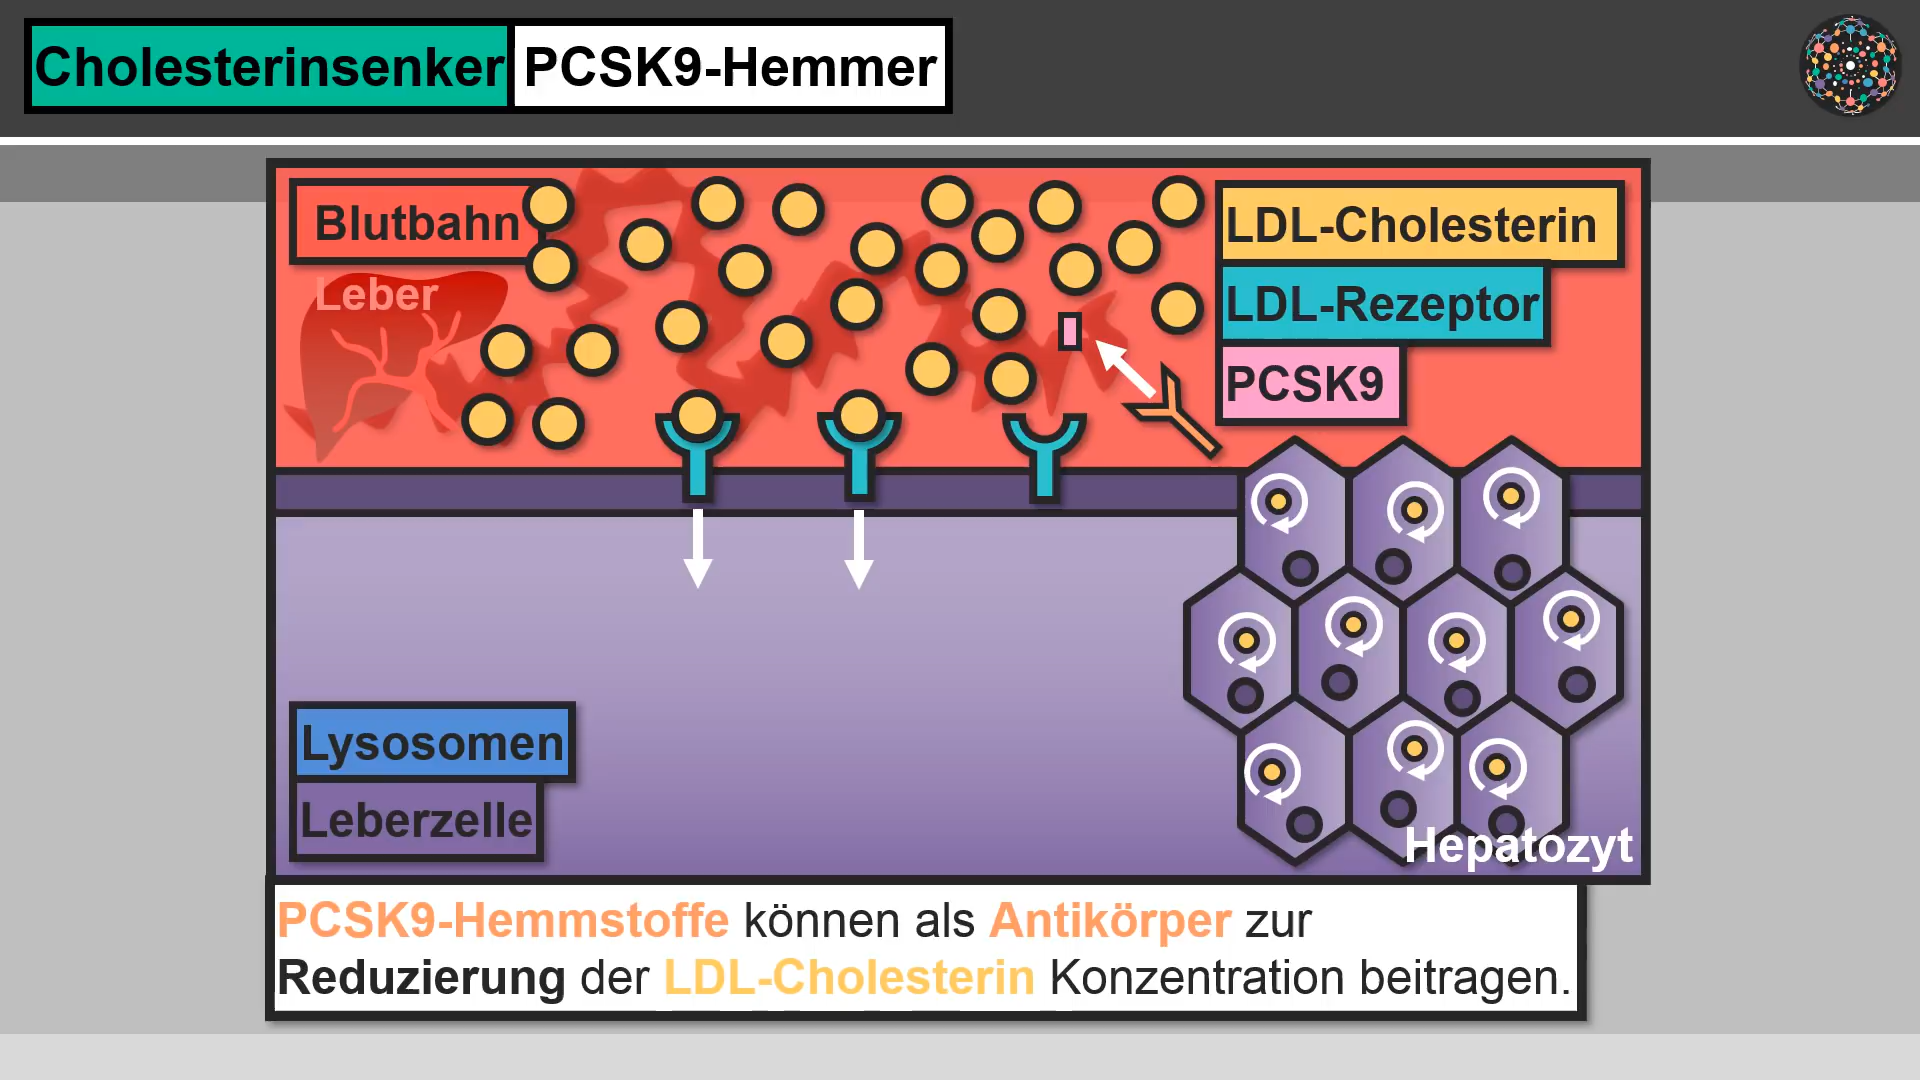 Cholesterinsenker PCSK9-Hemmer
Blutbahn
Leber
LDL-Cholesterin
LDL-Rezeptor
PCSK9
Lysosomen
Leberzelle
Hepatozyt
PCSK9-Hemmstoffe können als Antikörper zur
Reduzierung der LDL-Cholesterin Konzentration beitragen.